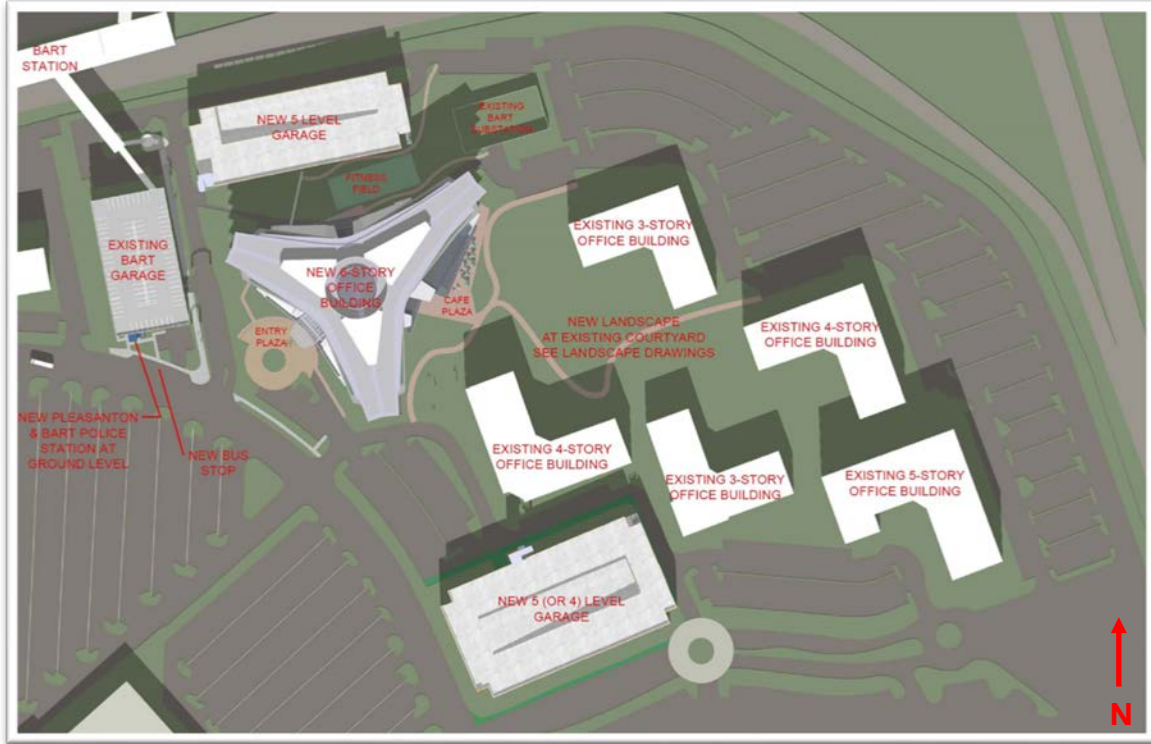 BART
STATION
NEW 5 LEVEL
GARAGE
EXISTING
BART
SUBSTATION
FITNESS
FIELD
EXISTING
BART
GARAGE
NEW 6-STORY
OFFICE
BUILDING
CAFE
PLAZA
ENTRY
PLAZA
EXISTING 3-STORY
OFFICE BUILDING
NEW LANDSCAPE
AT EXISTING COURTYARD
SEE LANDSCAPE DRAWINGS
EXISTING 4-STORY
OFFICE BUILDING
NEW PLEASANTON
& BART POLICE
STATION AT
GROUND LEVEL
NEW BUS
STOP
EXISTING 4-STORY
OFFICE BUILDING
EXISTING 3-STORY
OFFICE BUILDING
EXISTING 5-STORY
OFFICE BUILDING
NEW 5 (OR 4) LEVEL
GARAGE
N